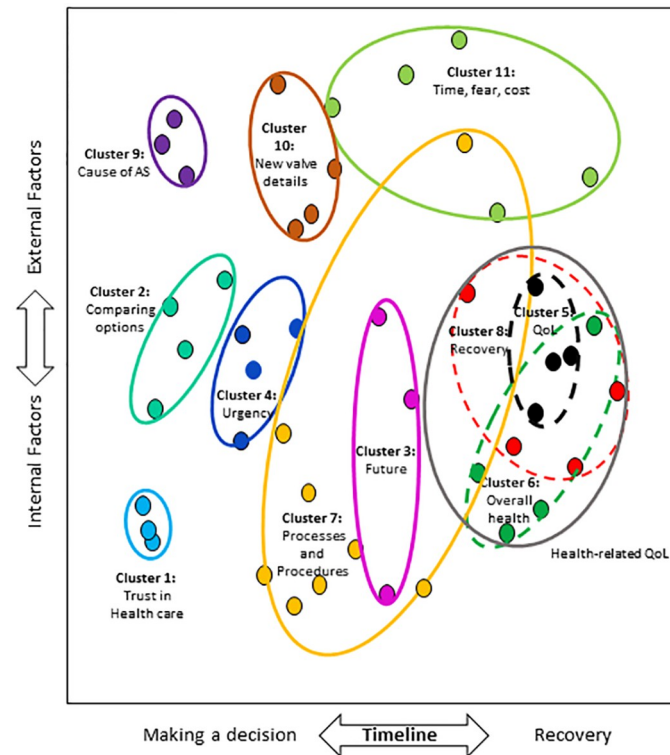 Cluster 11:
Time, fear, cost
Cluster
10:
New valve
details
Cluster 9:
Cause of AS
External Factors
Internal Factors
Cluster 2:
Comparing
options
Cluster 5:
QoL
Cluster 8:
Recovery
Cluster 4:
Urgency
Cluster 3:
Future
Cluster 6:
Overall
health
Cluster 7:
Processes
and
Procedures
Health-related QoL
Cluster 1:
Trust in
Health care
Making a decision
Timeline
Recovery